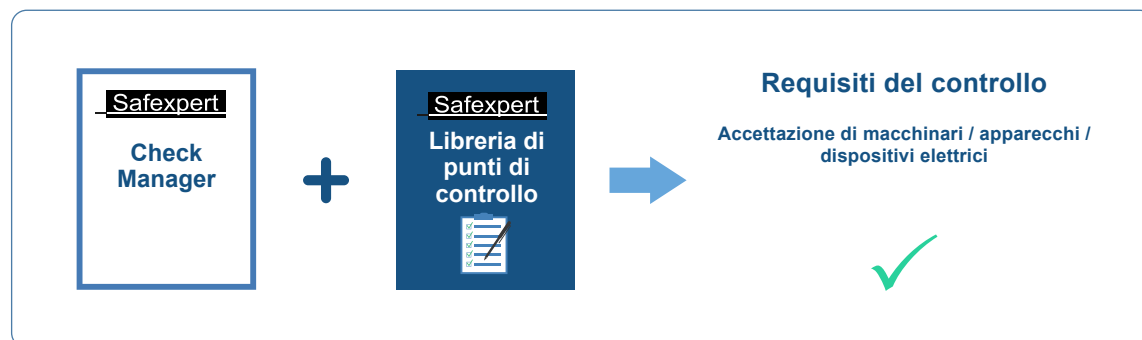 Safexpert
Check
Manager
Safexpert
Libreria di
punti di
controllo
Requisiti del controllo
Accettazione di macchinari / apparecchi /
dispositivi elettrici